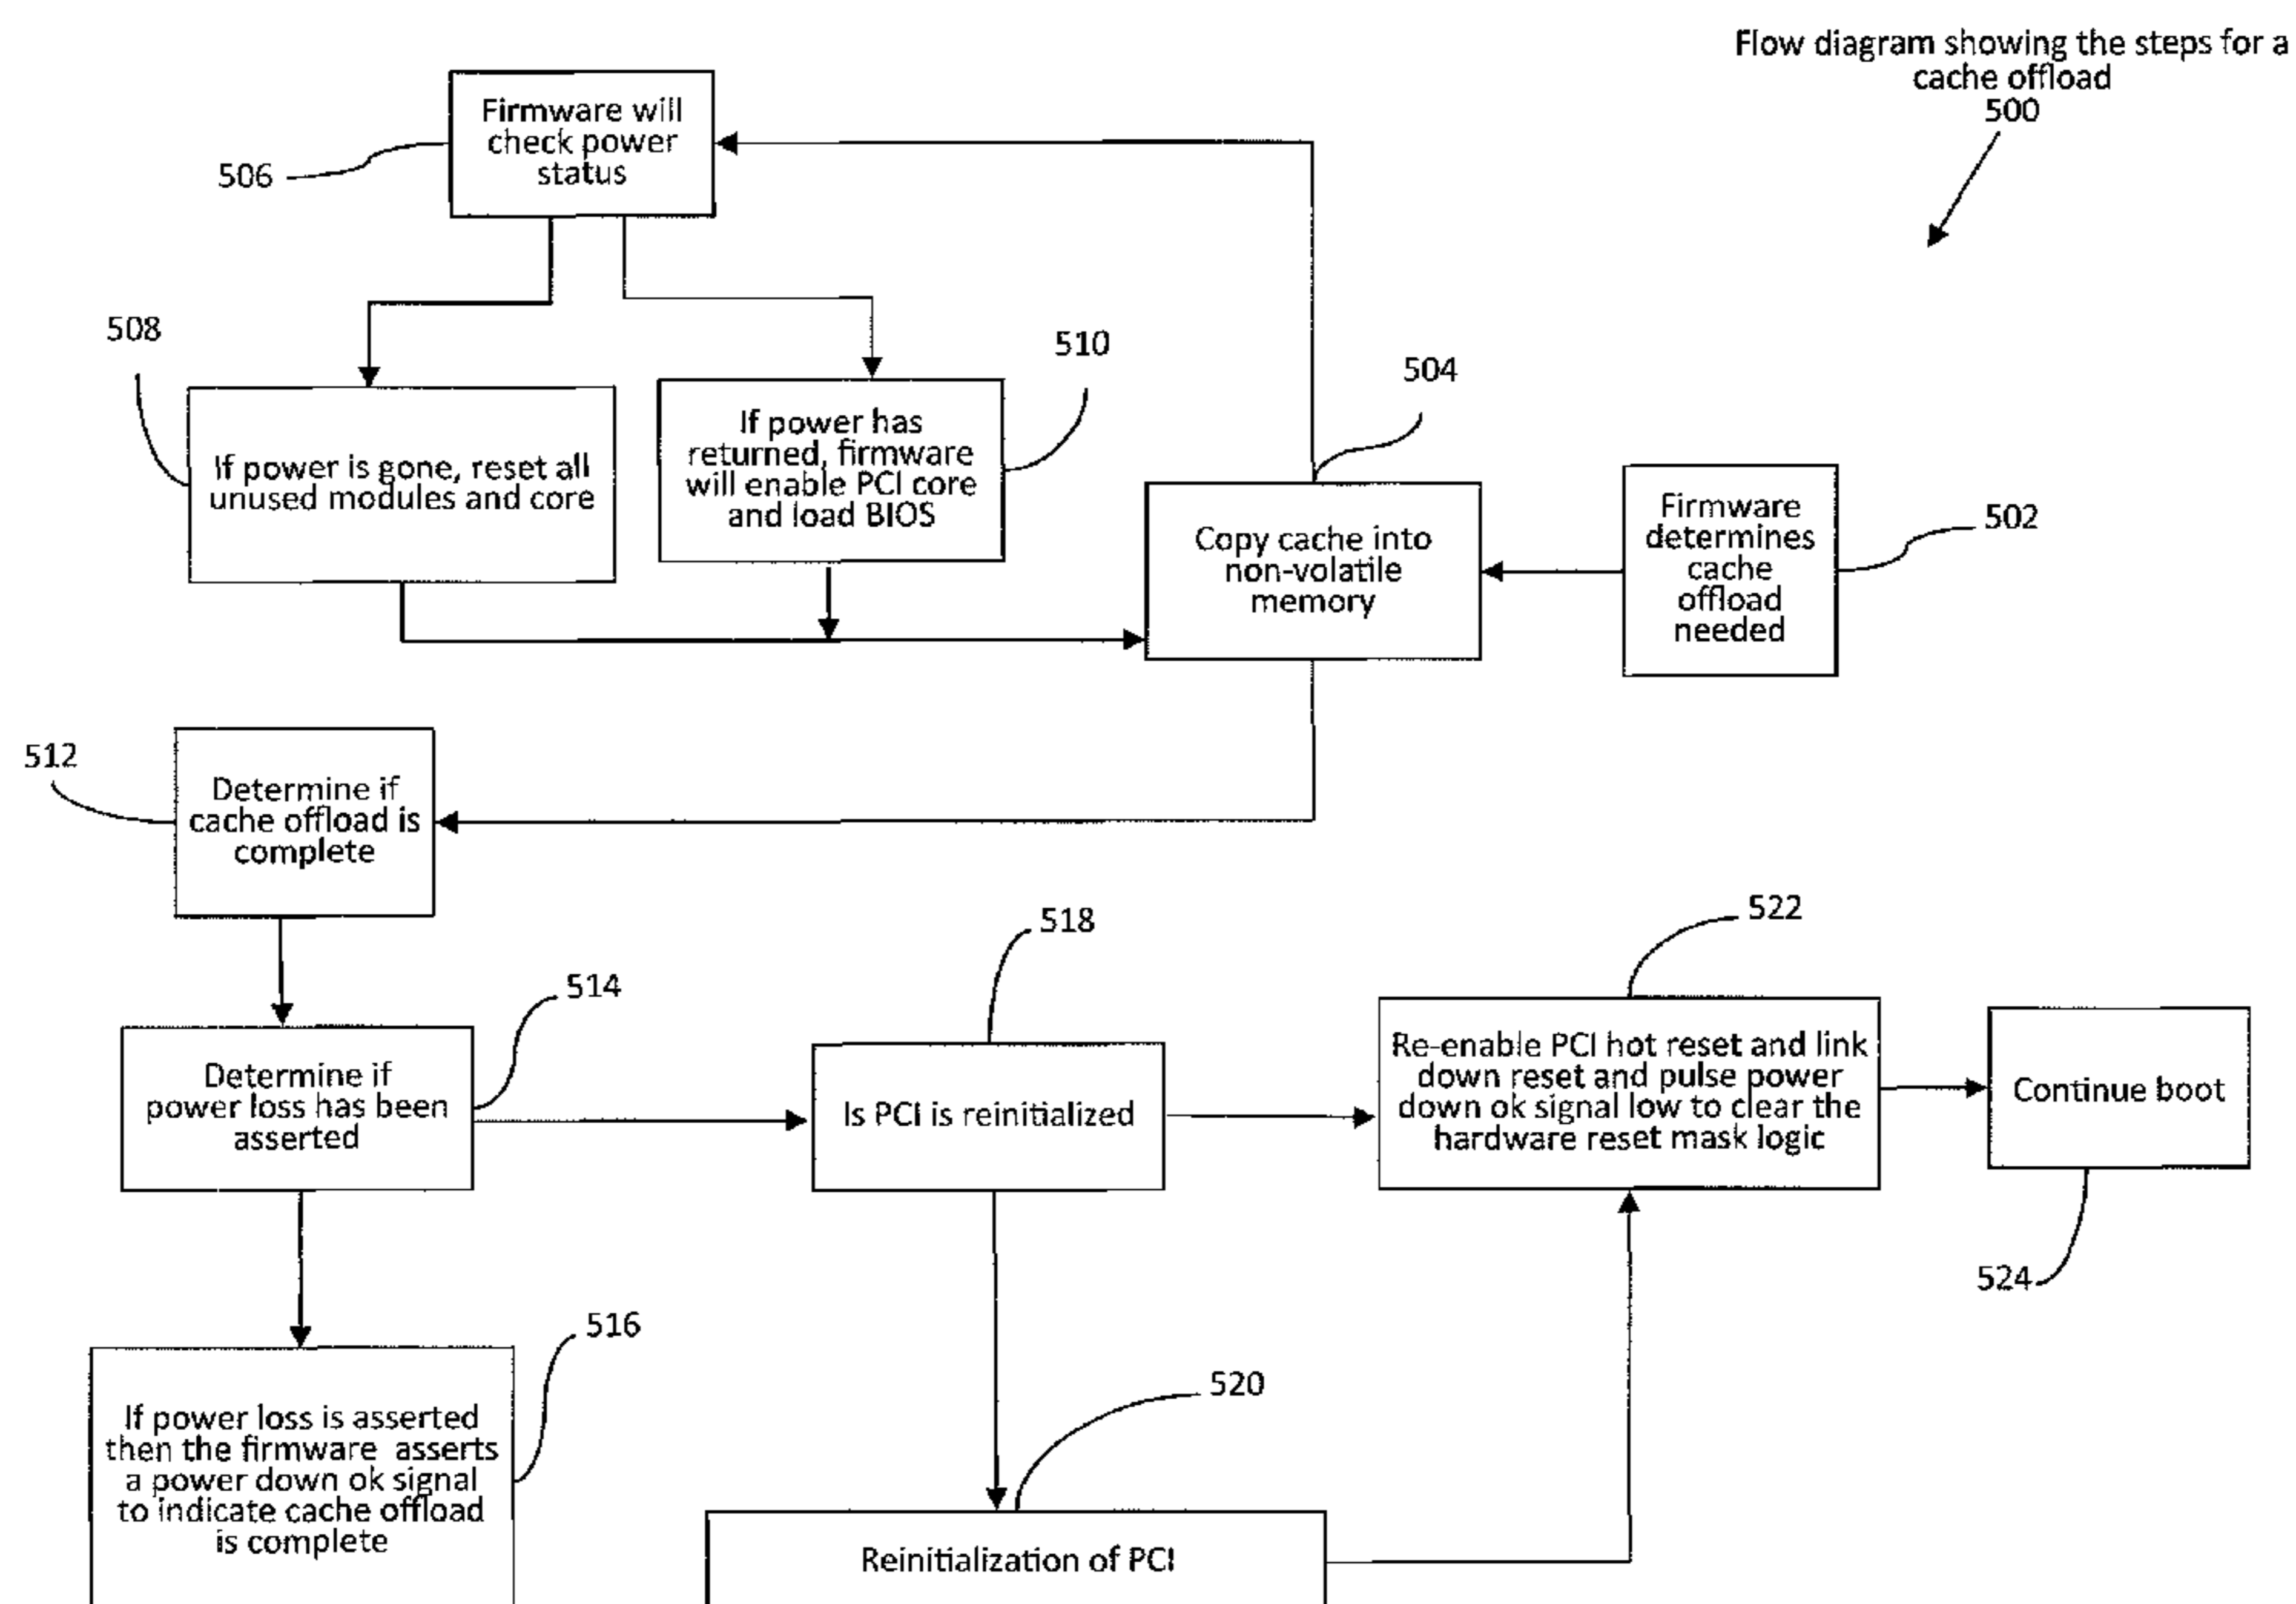 Flow diagram showing the steps for a
cache offload
500
Firmware will
check power
status
506
508
510
504
502
If power is gone, reset all
unused modules and core
If power has
returned, firmware
will enable PCI core
and load BIOS
Copy cache into
non-volatile
memory
Firmware
determines
cache
offload
needed
512
Determine if
cache offload is
complete
514
518
522
Determine if
power loss has been
asserted
Is PCI is reinitialized
Re-enable PCI hot reset and link
down reset and pulse power
down ok signal low to clear the
hardware reset mask logic
Continue boot
524
516
520
If power loss is asserted
then the firmware asserts
a power down ok signal
to indicate cache offload
is complete
Reinitialization of PCI